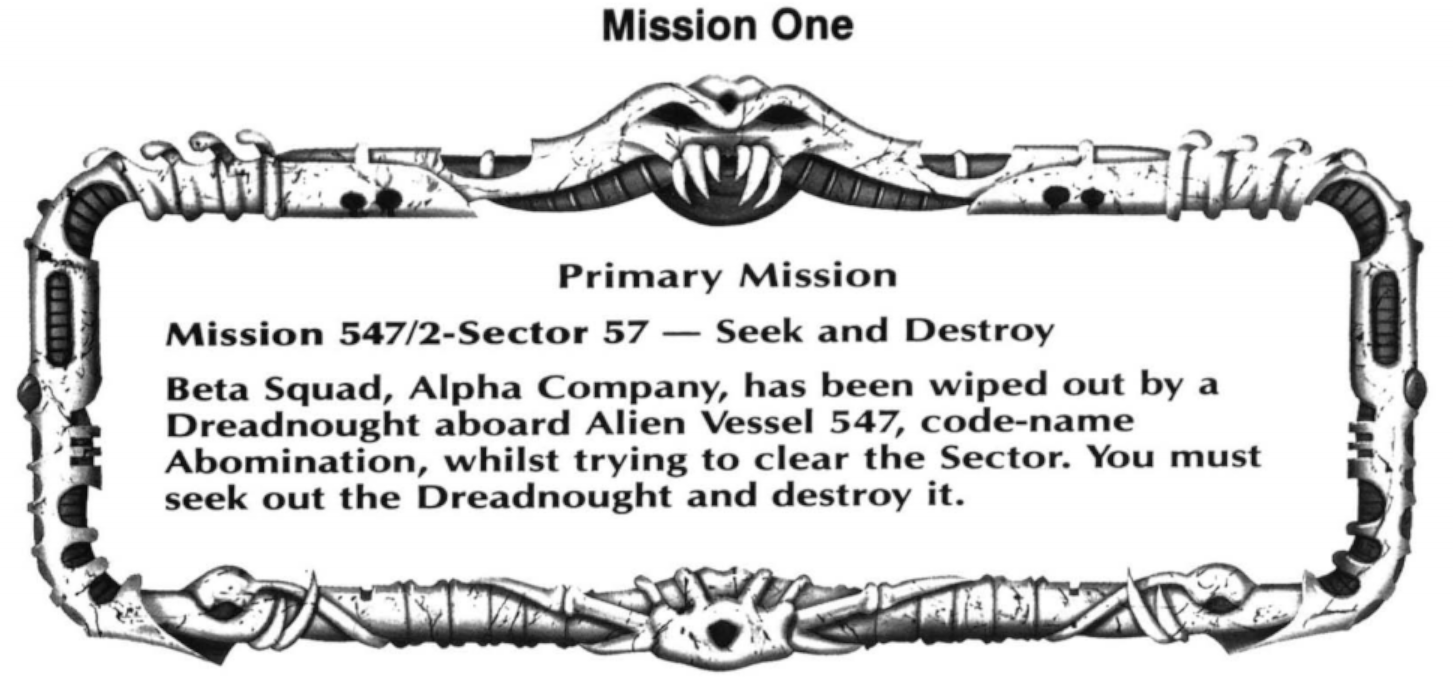 Mission One
Primary Mission
Mission 547/2-Sector 57 — Seek and Destroy
Beta Squad, Alpha Company, has been wiped out by a
Dreadnought aboard Alien Vessel 547, code-name
Abomination, whilst trying to clear the Sector. You must
seek out the Dreadnought and destroy it.